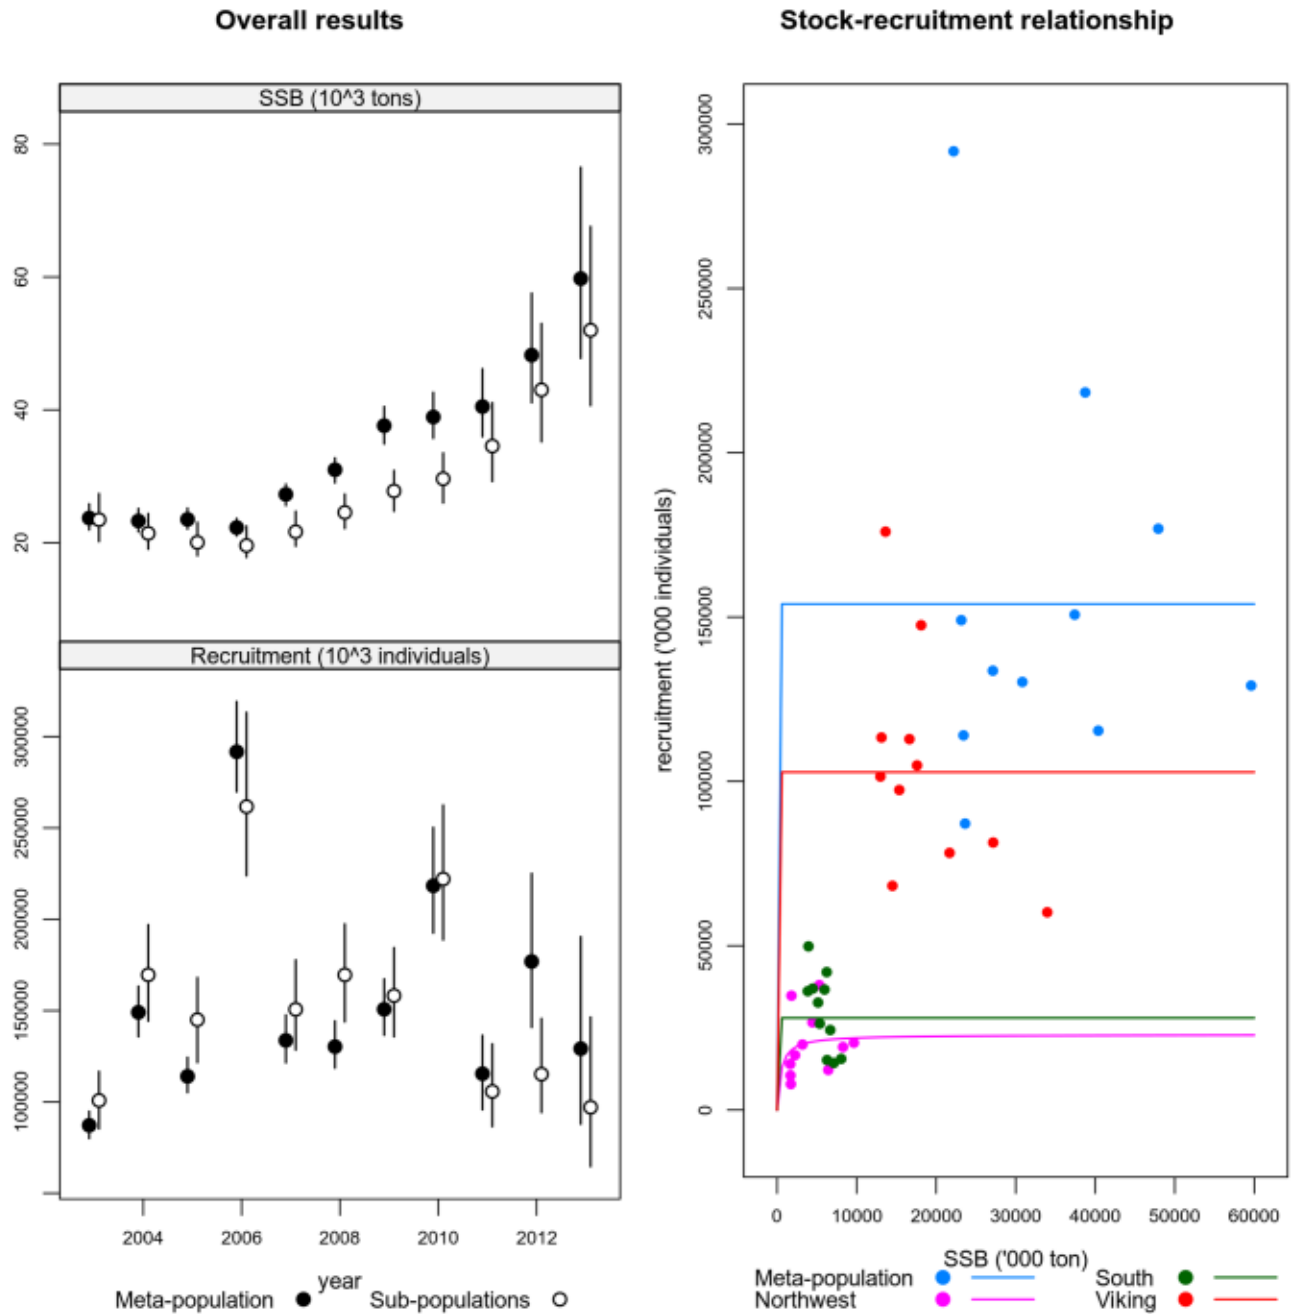 Overall results
SSB (10^3 tons)
80
60
40
20
Recruitment (10^3 individuals)
300000
250000
200000
150000
100000
2004 2006 2008 2010 2012
year
Meta-population Sub-populations
Stock-recruitment relationship
recruitment ('000 individuals)
300000
250000
200000
150000
100000
50000
0
0 10000 20000 30000 40000 50000 60000
SSB ('000 ton)
Meta-population South
Northwest Viking